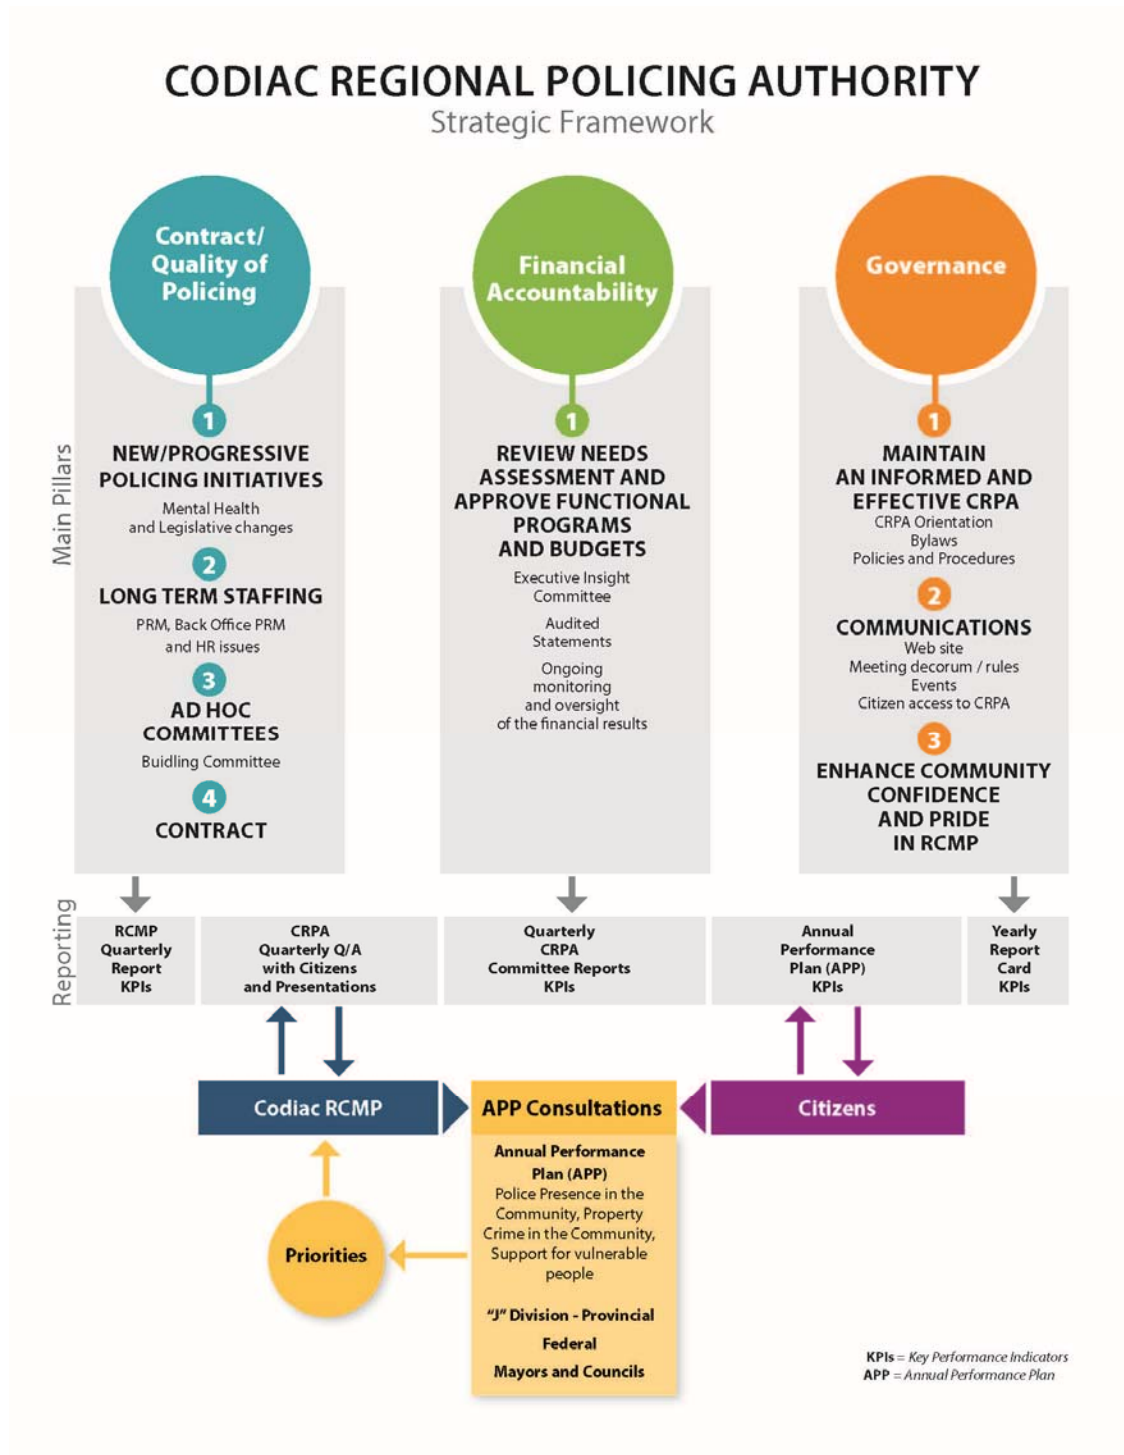 CODIAC REGIONAL POLICING AUTHORITY
Strategic Framework
Main Pillars
Contract/
Quality of
Policing
1
NEW/PROGRESSIVE
POLICING INITIATIVES
Mental Health
and Legislative changes
2
LONG TERM STAFFING
PRM, Back Office PRM
and HR issues
3
AD HOC
COMMITTEES
Buidling Committee
4
CONTRACT
Financial
Accountability
1
REVIEW NEEDS
ASSESSMENT AND
APPROVE FUNCTIONAL
PROGRAMS
AND BUDGETS
Executive Insight
Committee
Audited
Statements
Ongoing
monitoring
and oversight
of the financial results
Governance
1
MAINTAIN
AN INFORMED AND
EFFECTIVE CRPA
CRPA Orientation
Bylaws
Policies and Procedures
2
COMMUNICATIONS
Web site
Meeting decorum / rules
Events
Citizen access to CRPA
3
ENHANCE COMMUNITY
CONFIDENCE
AND PRIDE
IN RCMP
Reporting
RCMP
Quarterly
Report
KPIs
CRPA
Quarterly Q/A
with Citizens
and Presentations
Quarterly
CRPA
Committee Reports
KPIs
Annual
Performance
Plan (APP)
KPIs
Yearly
Report
Card
KPIs
Codiac RCMP
APP Consultations
Citizens
Annual Performance
Plan (APP)
Police Presence in the
Community, Property
Crime in the Community,
Support for vulnerable
people
"J" Division - Provincial
Federal
Mayors and Councils
Priorities
KPIs = Key Performance Indicators
APP = Annual Performance Plan